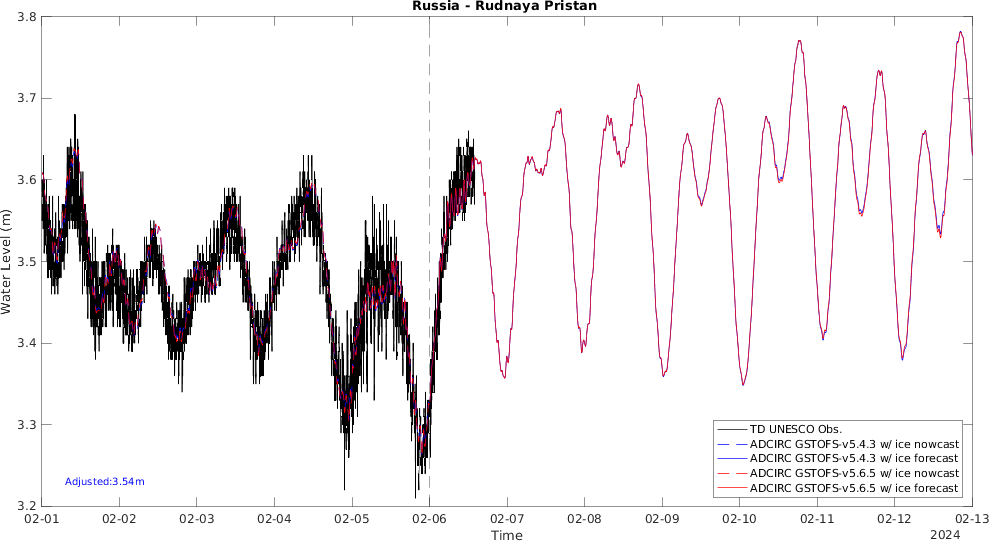 Russia - Rudnaya Pristan
3.8
3.7
3.6
3.5
3.4
3.3
3.2
Water Level (m)
Adjusted:3.54m
TD UNESCO Obs.
ADCIRC GSTOFS-v5.4.3 w/ ice nowcast
ADCIRC GSTOFS-v5.4.3 w/ ice forecast
ADCIRC GSTOFS-v5.6.5 w/ ice nowcast
ADCIRC GSTOFS-v5.6.5 w/ ice forecast
02-01 02-02 02-03 02-04 02-05 02-06 02-07 02-08 02-09 02-10 02-11 02-12 02-13
Time
2024